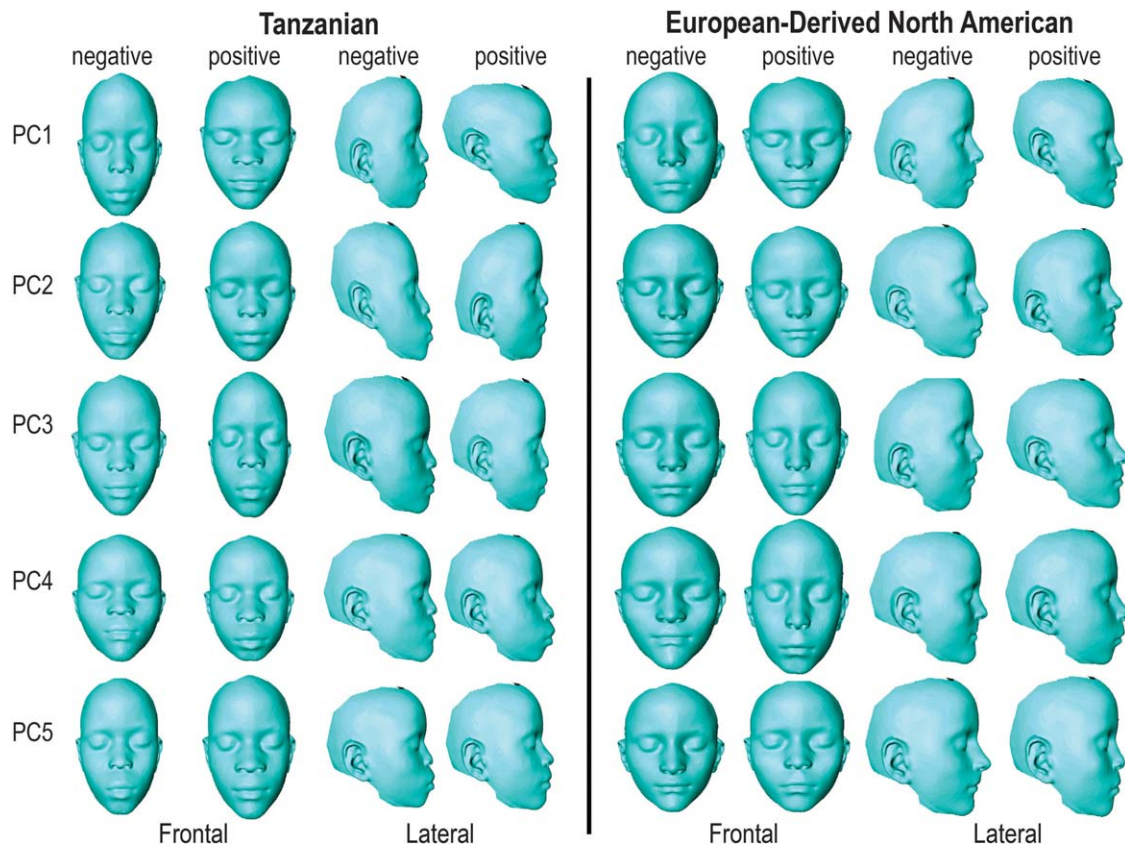 Tanzanian European-Derived North American
negative positive negative positive negative positive negative positive
PC1
PC2
PC3
PC4
PC5
Frontal Lateral Frontal Lateral